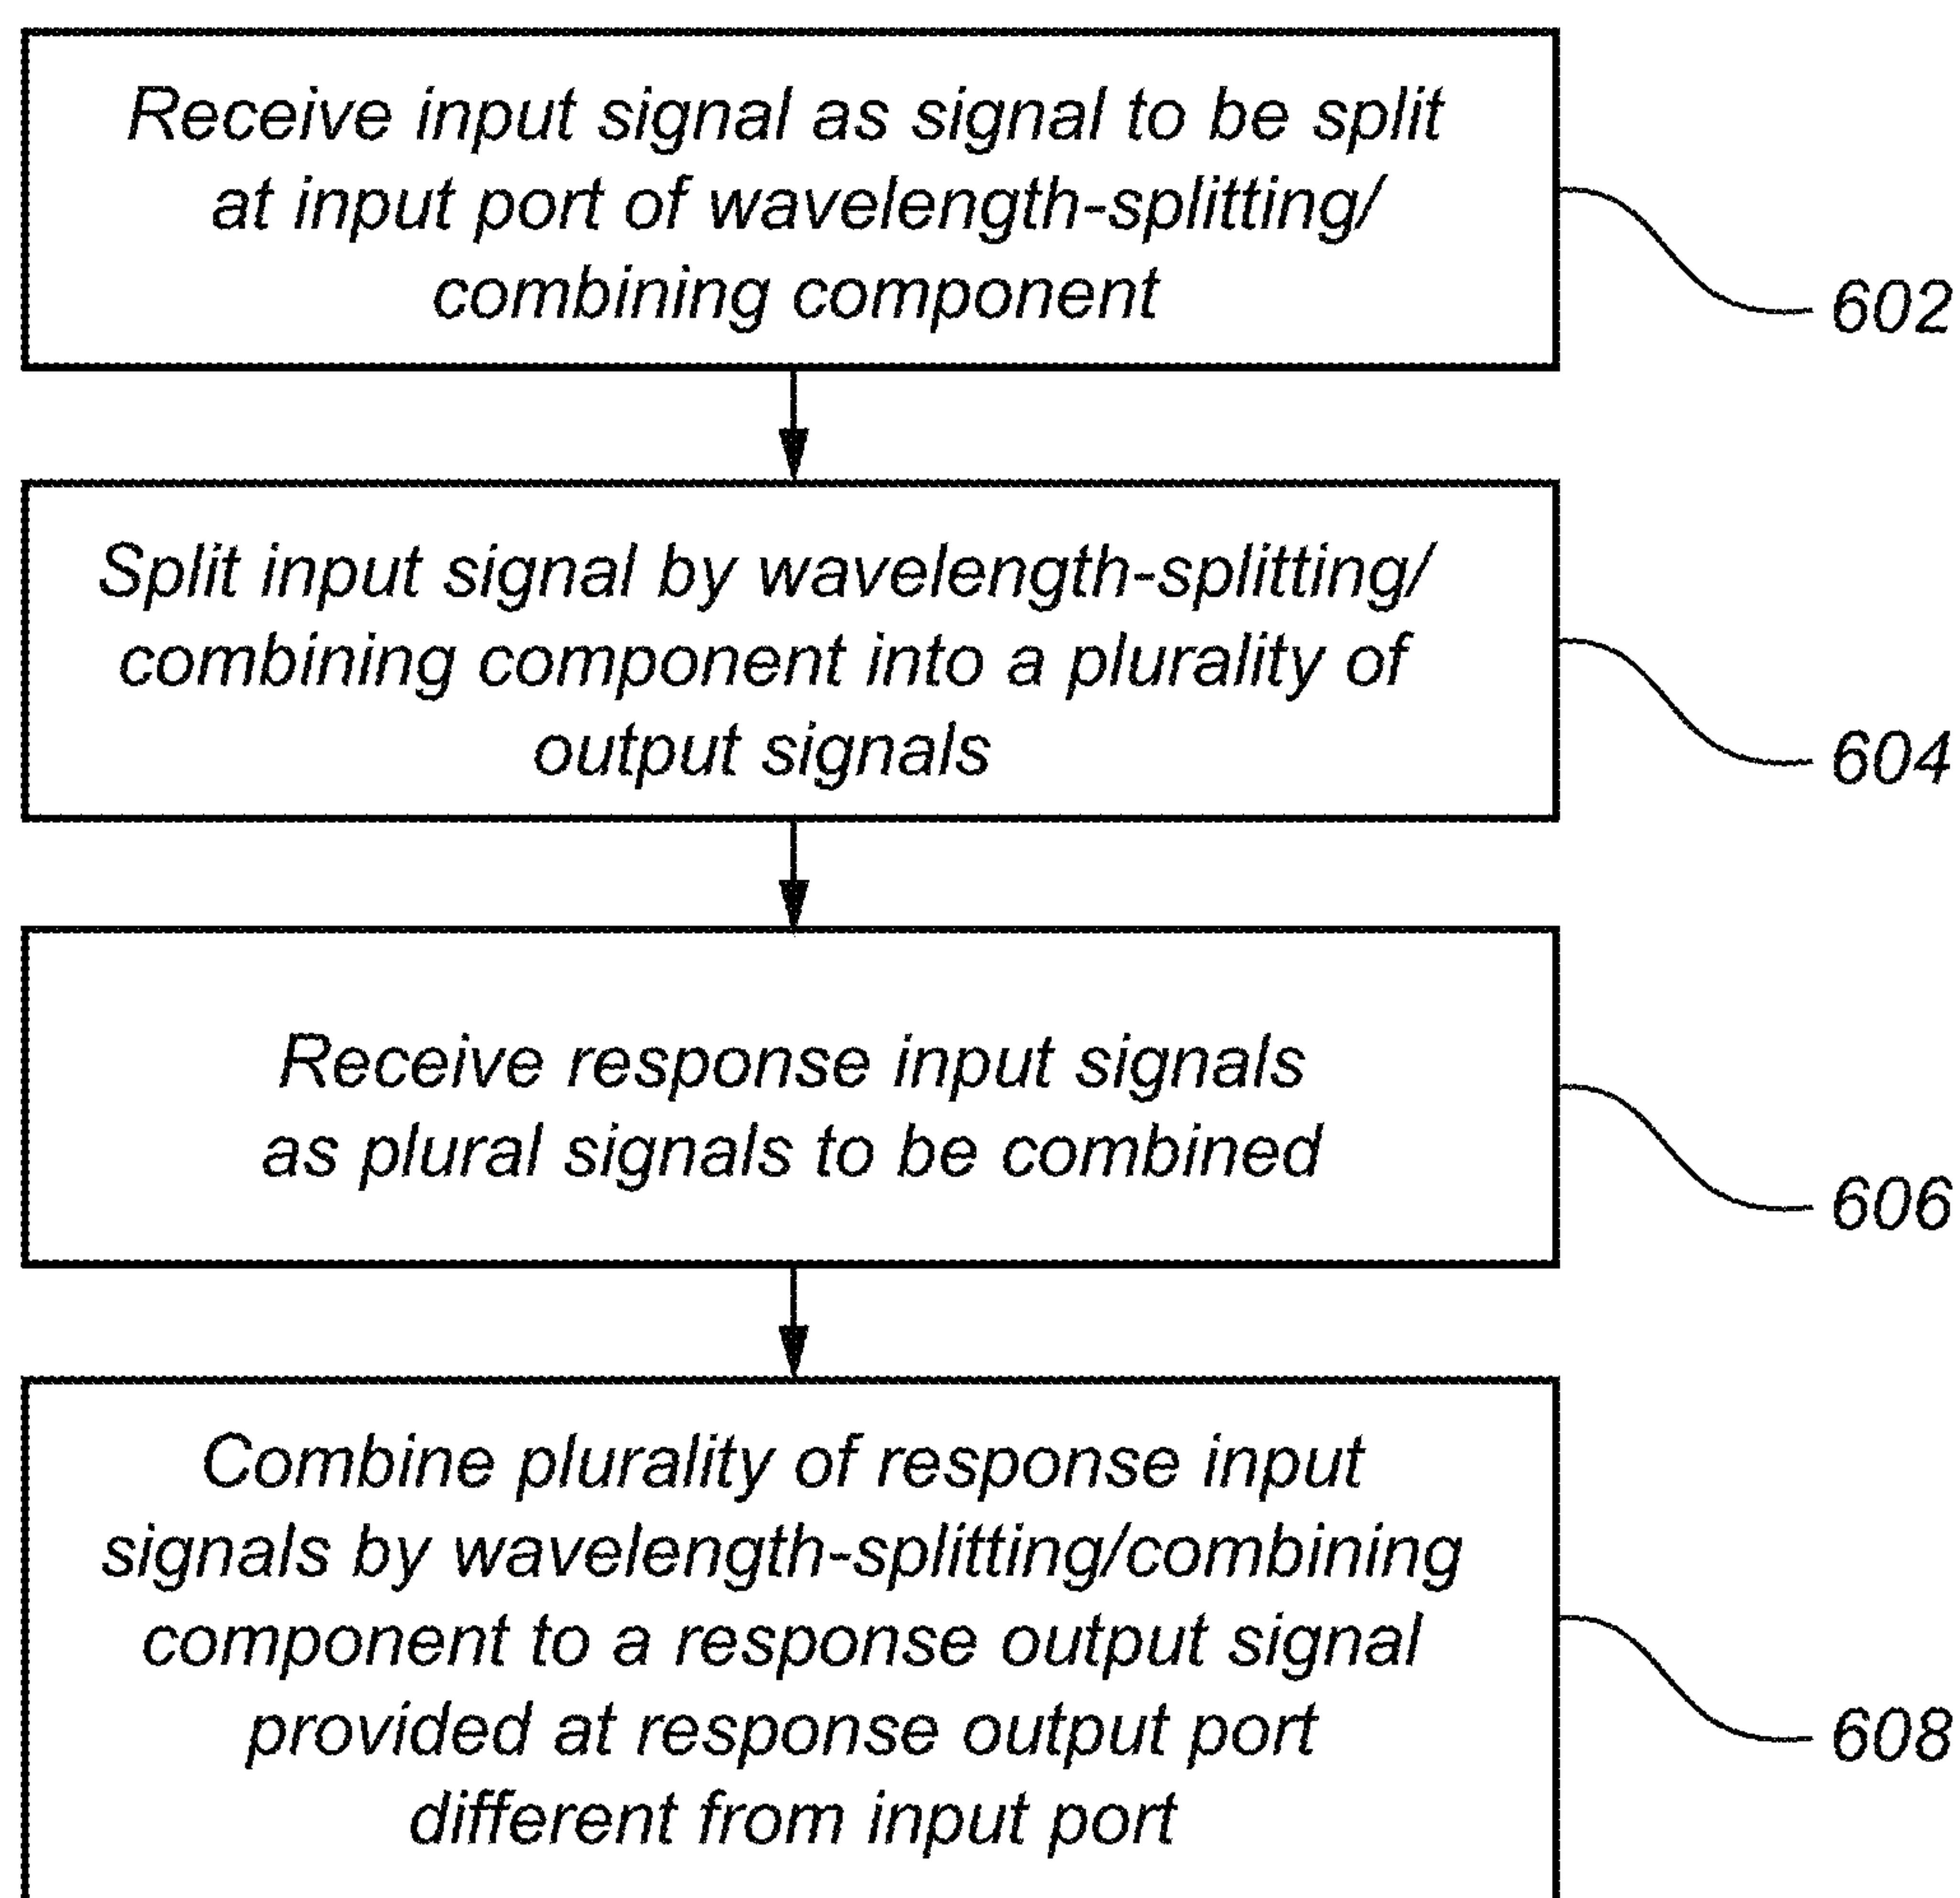 Receive input signal as signal to be split
at input port of wavelength-splitting/
combining component
602
Split input signal by wavelength-splitting/
combining component into a plurality of
output signals
604
Receive response input signals
as plural signals to be combined
606
Combine plurality of response input
signals by wavelength-splitting/combining
component to a response output signal
provided at response output port
different from input port
608